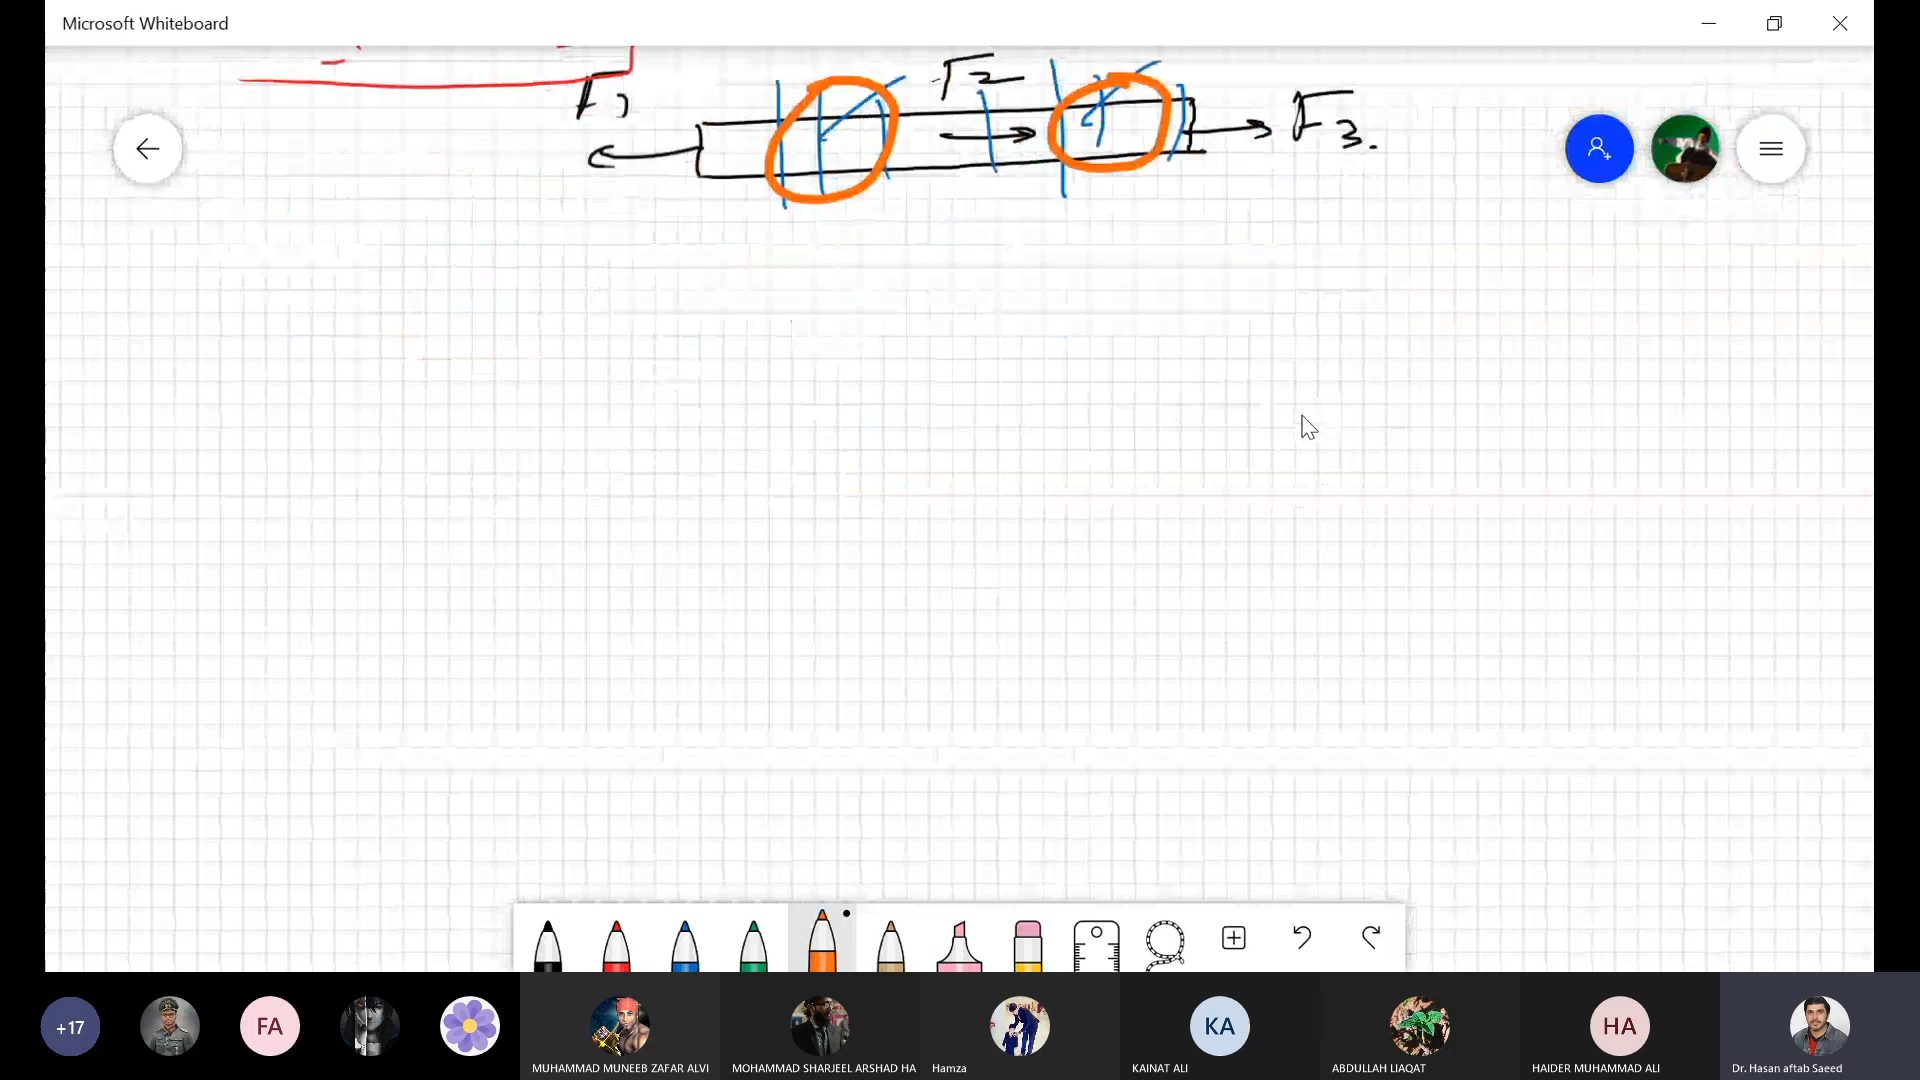 Microsoft Whiteboard
F1
F2
F3.
+17
FA
KA
HA
MUHAMMAD MUNEEB ZAFAR ALVI
MOHAMMAD SHARJEEL ARSHAD HA
Hamza
KAINAT ALI
ABDULLAH LIAQAT
HAIDER MUHAMMAD ALI
Dr. Hasan aftab Saeed